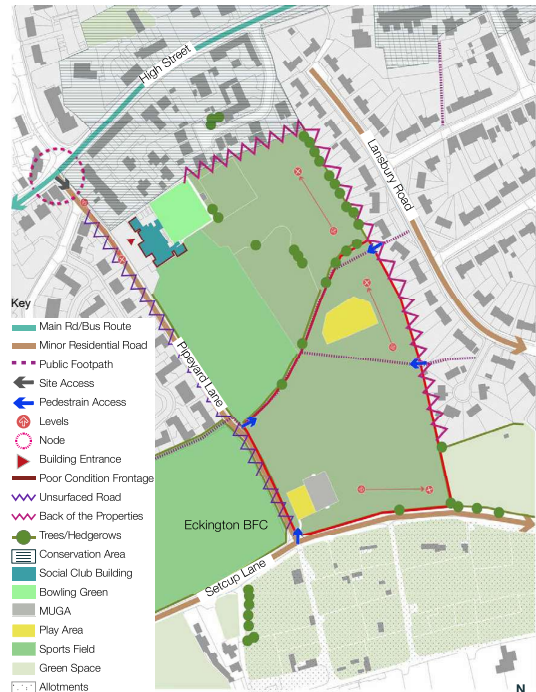 High Street
Lansbury Road
Key
Main Rd/Bus Route
Minor Residential Road
Public Footpath
Site Access
Pedestrain Access
Levels
Node
Building Entrance
Poor Condition Frontage
Unsurfaced Road
Back of the Properties
Trees/Hedgerows
Conservation Area
Social Club Building
Bowling Green
MUGA
Play Area
Sports Field
Green Space
Allotments
Pipeyard Lane
Eckington BFC
Setcup Lane
N